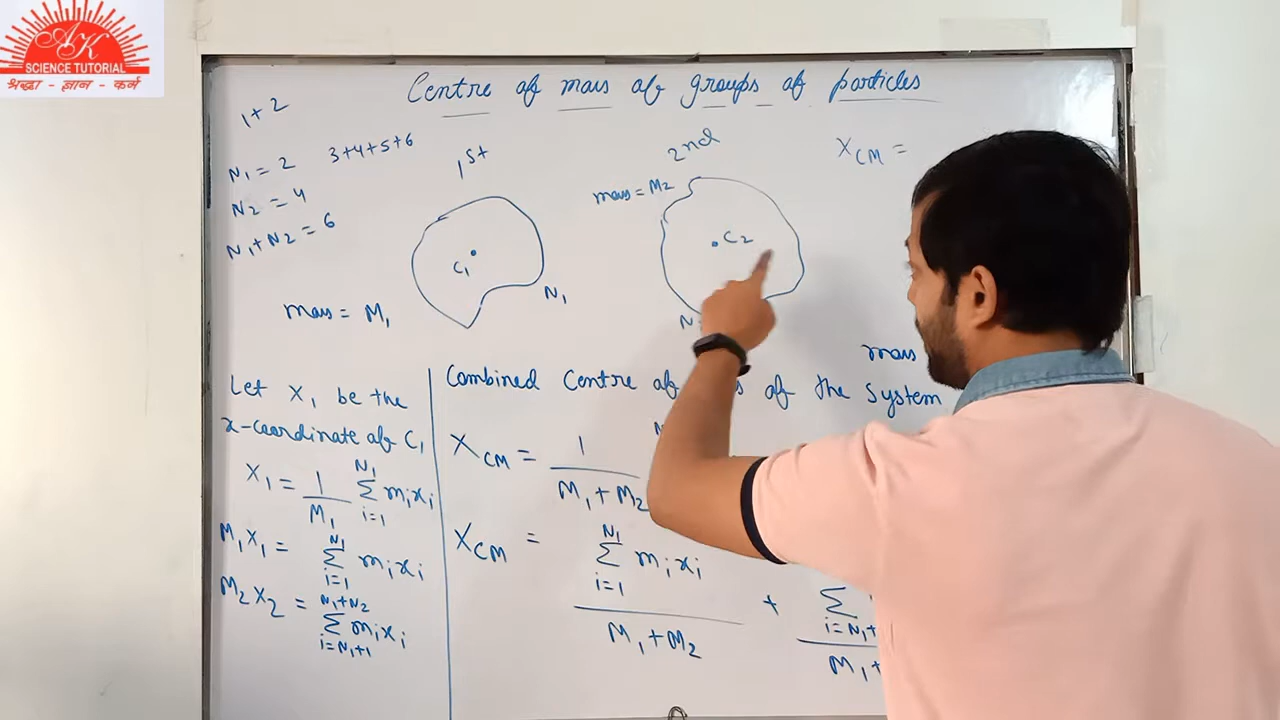 AK
SCIENCE TUTORIAL
श्रद्धा - ज्ञान - कर्म
Centre of mass of groups of particles
1+2
N₁ = 2
3+4+5+6
N₂ = 4
N₁+N₂ = 6
1st
C₁
N₁
mass = M₁
2nd
mass = M₂
C₂
N
X_CM =
mass
Let X₁ be the
x-coordinate of C₁
X₁ = 1/M₁ Σ_{i=1}^{N₁} mᵢxᵢ
M₁X₁ = Σ_{i=1}^{N₁} mᵢxᵢ
M₂X₂ = Σ_{i=N₁+1}^{N₁+N₂} mᵢxᵢ
Combined Centre of of the System
X_CM = 1/(M₁+M₂)
X_CM = Σ_{i=1}^{N₁} mᵢxᵢ/(M₁+M₂) + Σ_{i=N₁+}/(M₁+